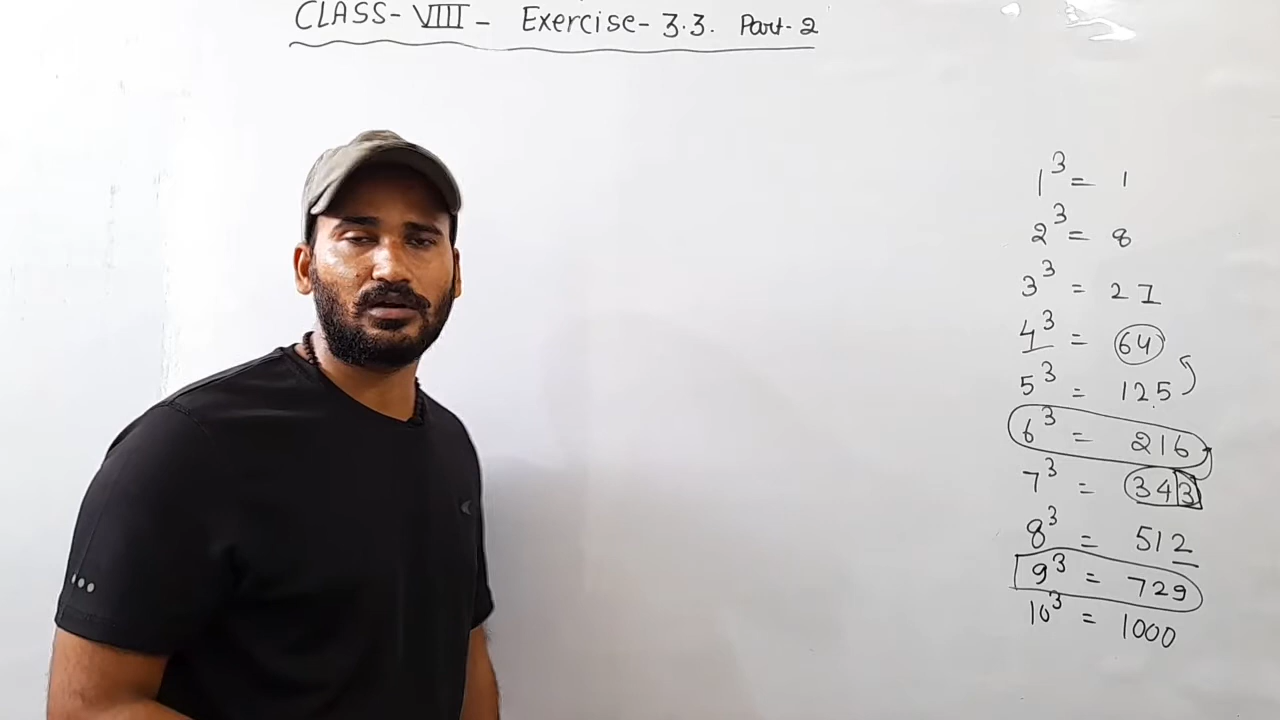 CLASS- VIII - Exercise- 3.3. Part-2
1³ = 1
2³ = 8
3³ = 27
4³ = 64
5³ = 125
6³ = 216
7³ = 343
8³ = 512
9³ = 729
10³ = 1000